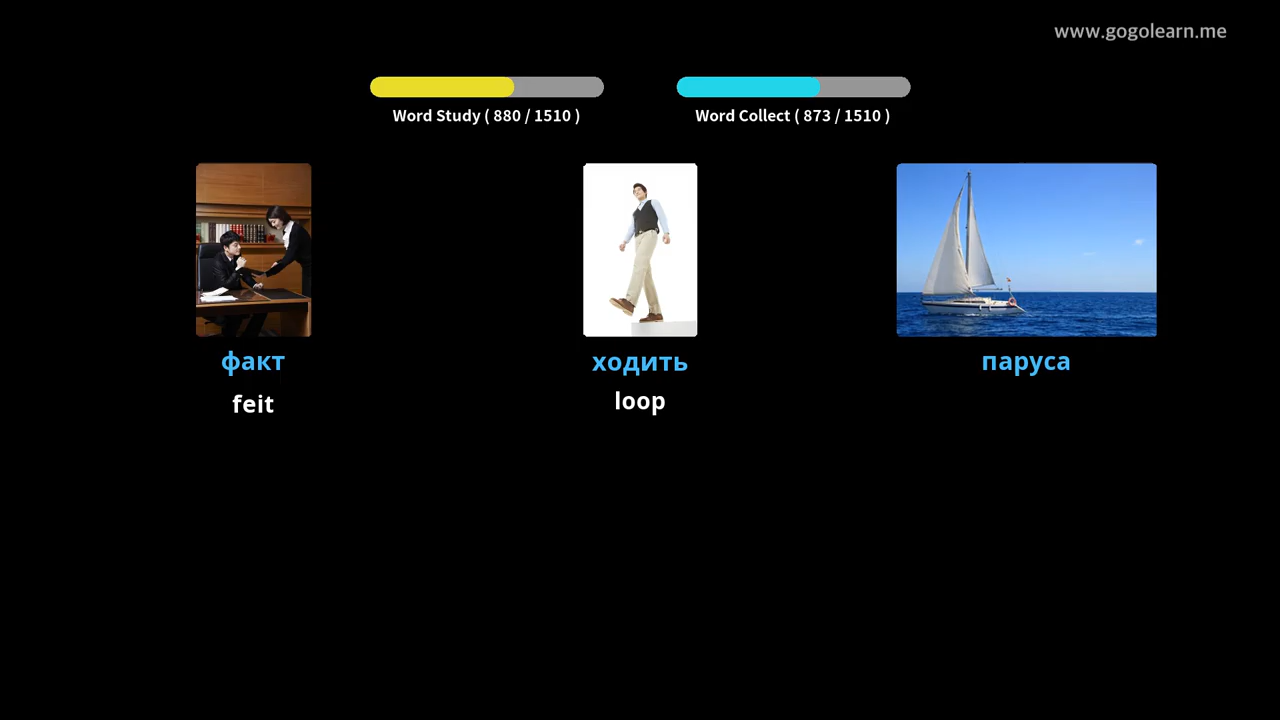 www.gogolearn.me
Word Study ( 880 / 1510 )
Word Collect ( 873 / 1510 )
факт
ходить
паруса
feit
loop